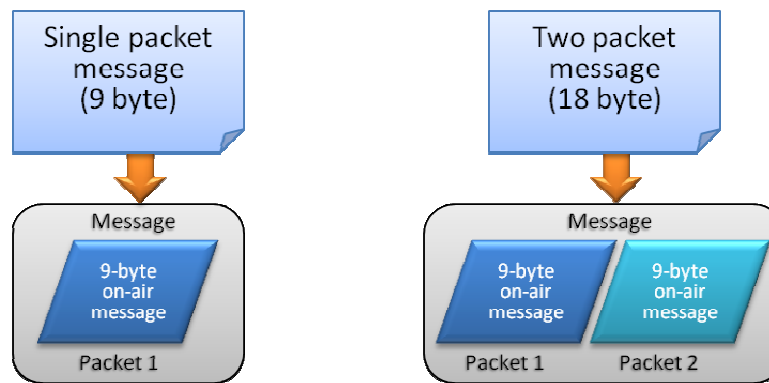 Single packet
message
(9 byte)
Message
9-byte
on-air
message
Packet 1
Two packet
message
(18 byte)
Message
9-byte
on-air
message
9-byte
on-air
message
Packet 1
Packet 2